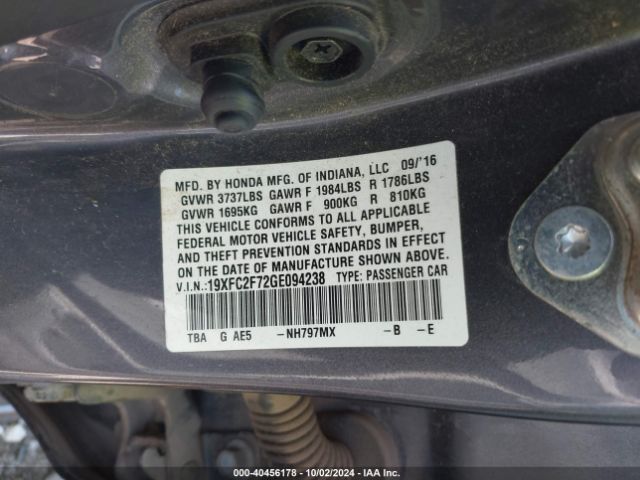 MFD. BY HONDA MFG. OF INDIANA, LLC 09/'16
GVWR 3737LBS GAWR F 1984LBS R 1786LBS
GVWR 1695KG GAWR F 900KG R 810KG
THIS VEHICLE CONFORMS TO ALL APPLICABLE
FEDERAL MOTOR VEHICLE SAFETY, BUMPER,
AND THEFT PREVENTION STANDARDS IN EFFECT
ON THE DATE OF MANUFACTURE SHOWN ABOVE.
V.I.N.:19XFC2F72GE094238 TYPE: PASSENGER CAR
TBA G AE5 -NH797MX -B -E
000-40456178 - 10/02/2024 - IAA Inc.